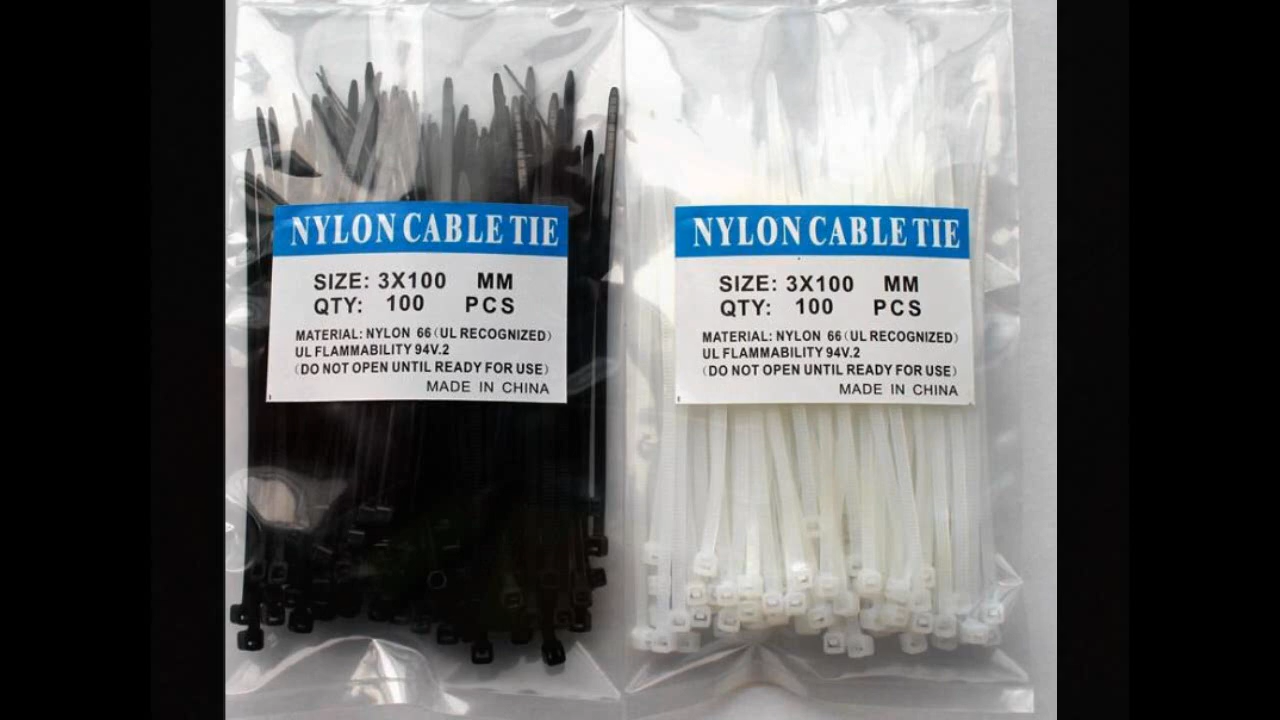 NYLON CABLE TIE
SIZE: 3X100 MM
QTY: 100 PCS
MATERIAL: NYLON 66 (UL RECOGNIZED)
UL FLAMMABILITY 94V.2
(DO NOT OPEN UNTIL READY FOR USE)
MADE IN CHINA
NYLON CABLE TIE
SIZE: 3X100 MM
QTY: 100 PCS
MATERIAL: NYLON 66 (UL RECOGNIZED)
UL FLAMMABILITY 94V.2
(DO NOT OPEN UNTIL READY FOR USE)
MADE IN CHINA